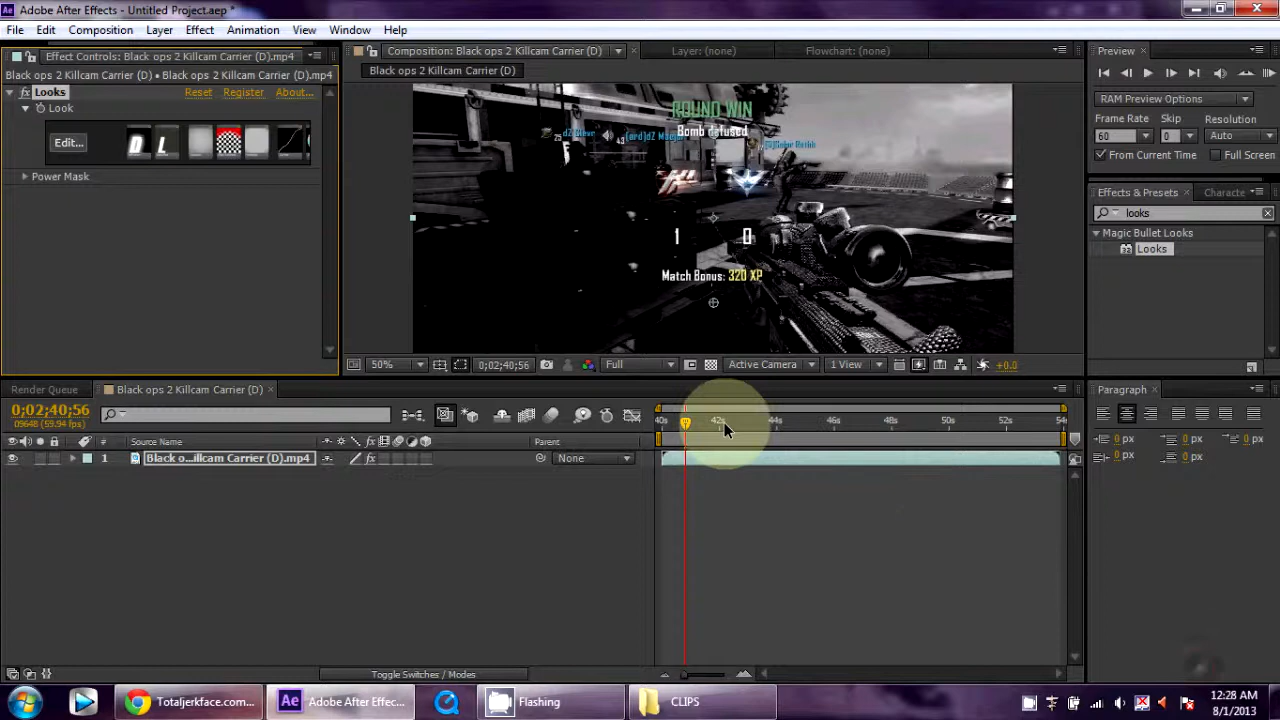 Adobe After Effects - Untitled Project.aep *
File Edit Composition Layer Effect Animation View Window Help
Effect Controls: Black ops 2 Killcam Carrier (D).mp4
Black ops 2 Killcam Carrier (D) • Black ops 2 Killcam Carrier (D).mp4
Looks Reset Register About...
Look
Edit...
Power Mask
Composition: Black ops 2 Killcam Carrier (D) Layer: (none) Flowchart: (none)
Black ops 2 Killcam Carrier (D)
ROUND WIN
Bomb defused
1 0
Match Bonus: 320 XP
50% 0;02;40;56 Full Active Camera 1 View +0.0
Preview
RAM Preview Options
Frame Rate Skip Resolution
60 0 Auto
From Current Time Full Screen
Effects & Presets Characte
looks
Magic Bullet Looks
Looks
Render Queue Black ops 2 Killcam Carrier (D)
0;02;40;56
09648 (59.94 fps)
40s 42s 44s 46s 48s 50s 52s 54s
Source Name Parent
1 Black o...illcam Carrier (D).mp4 None
Toggle Switches / Modes
Paragraph
0 px 0 px 0 px
0 px 0 px
Totaljerkface.com... Adobe After Effec... Flashing CLIPS
12:28 AM
8/1/2013